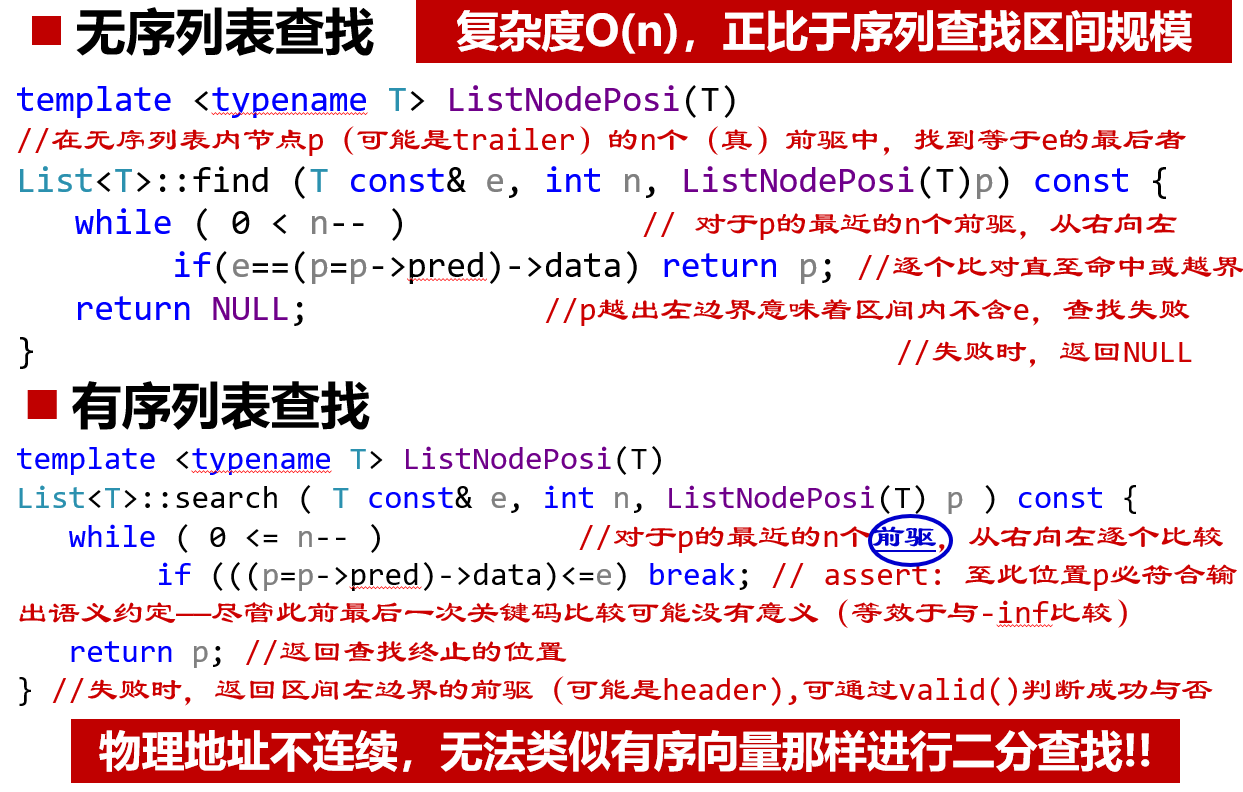 无序列表查找
复杂度O(n)，正比于序列查找区间规模
template <typename T> ListNodePosi(T)
//在无序列表内节点p（可能是trailer）的n个（真）前驱中，找到等于e的最后者
List<T>::find (T const& e, int n, ListNodePosi(T)p) const {
while ( 0 < n-- ) // 对于p的最近的n个前驱，从右向左
if(e==(p=p->pred)->data) return p; //逐个比对直至命中或越界
return NULL; //p越出左边界意味着区间内不含e，查找失败
} //失败时，返回NULL
有序列表查找
template <typename T> ListNodePosi(T)
List<T>::search ( T const& e, int n, ListNodePosi(T) p ) const {
while ( 0 <= n-- ) //对于p的最近的n个前驱，从右向左逐个比较
if (((p=p->pred)->data)<=e) break; // assert: 至此位置p必符合输
出语义约定——尽管此前最后一次关键码比较可能没有意义（等效于与-inf比较）
return p; //返回查找终止的位置
} //失败时，返回区间左边界的前驱（可能是header),可通过valid()判断成功与否
物理地址不连续，无法类似有序向量那样进行二分查找!!